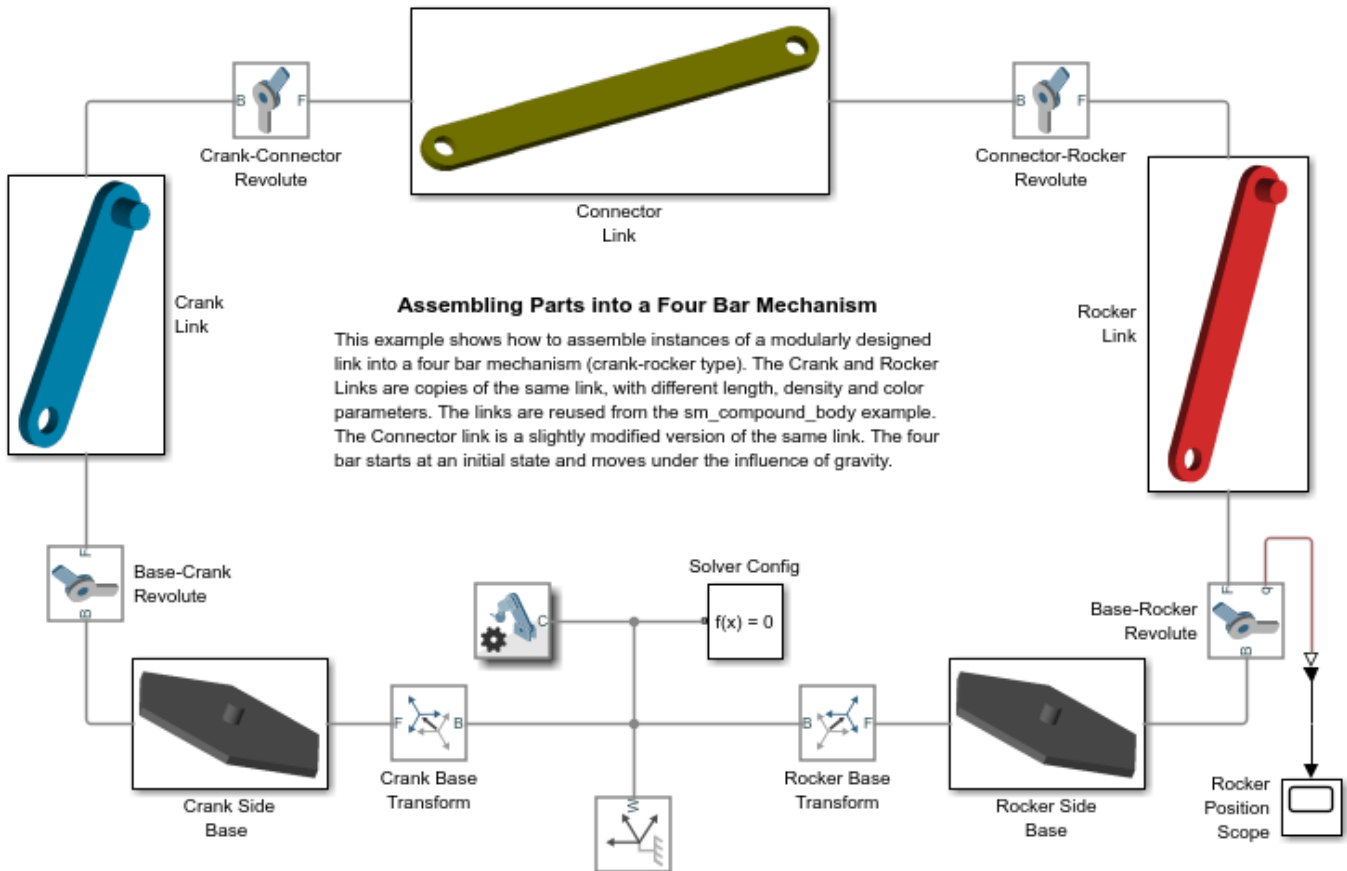 B
F
Crank-Connector
Revolute
Connector
Link
B
F
Connector-Rocker
Revolute
Crank
Link
Assembling Parts into a Four Bar Mechanism
This example shows how to assemble instances of a modularly designed
link into a four bar mechanism (crank-rocker type). The Crank and Rocker
Links are copies of the same link, with different length, density and color
parameters. The links are reused from the sm_compound_body example.
The Connector link is a slightly modified version of the same link. The four
bar starts at an initial state and moves under the influence of gravity.
Rocker
Link
F
Base-Crank
Revolute
B
C
Solver Config
f(x) = 0
F
q
Base-Rocker
Revolute
B
Crank Side
Base
F
B
Crank Base
Transform
W
B
F
Rocker Base
Transform
Rocker Side
Base
Rocker
Position
Scope